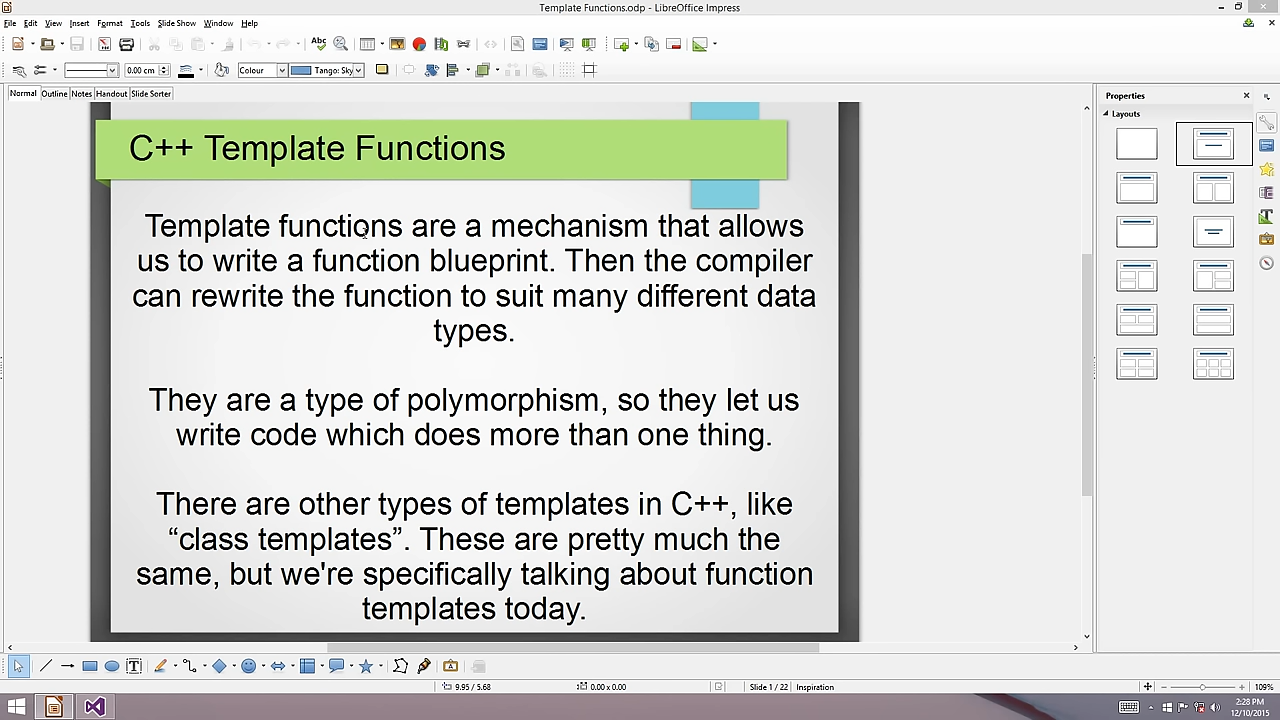 Template Functions.odp - LibreOffice Impress
File Edit View Insert Format Tools Slide Show Window Help
Abc
0.00 cm Colour Tango: Sky
Normal Outline Notes Handout Slide Sorter
Properties
Layouts
C++ Template Functions
Template functions are a mechanism that allows
us to write a function blueprint. Then the compiler
can rewrite the function to suit many different data
types.
They are a type of polymorphism, so they let us
write code which does more than one thing.
There are other types of templates in C++, like
“class templates”. These are pretty much the
same, but we're specifically talking about function
templates today.
9.95 / 5.68 0.00 x 0.00 Slide 1 / 22 Inspiration 109%
2:28 PM
12/10/2015